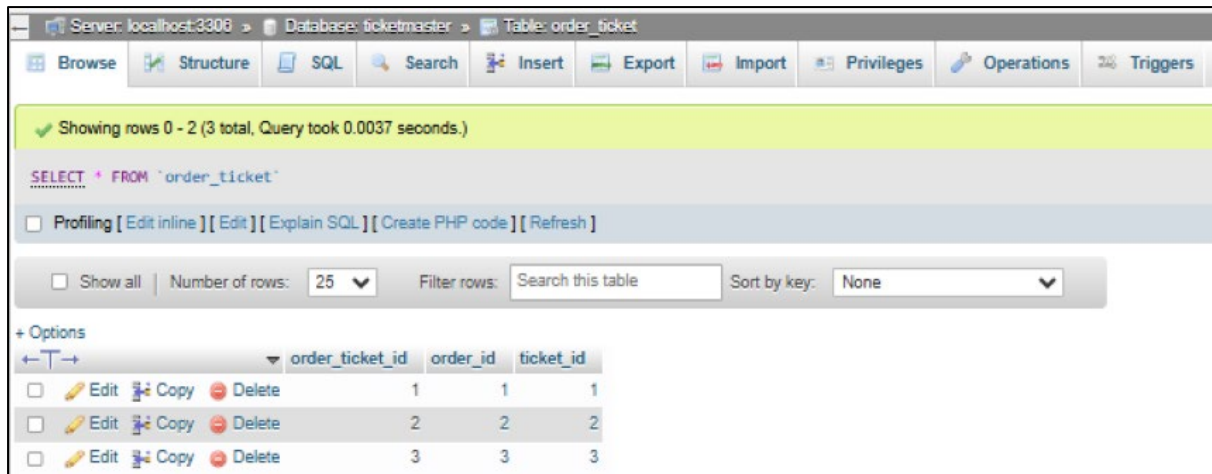 Server: localhost:3306 » Database: ticketmaster » Table: order_ticket
Browse Structure SQL Search Insert Export Import Privileges Operations Triggers
Showing rows 0 - 2 (3 total, Query took 0.0037 seconds.)
SELECT * FROM `order_ticket`
Profiling [ Edit inline ] [ Edit ] [ Explain SQL ] [ Create PHP code ] [ Refresh ]
Show all | Number of rows: 25 Filter rows: Search this table Sort by key: None
+ Options
←T→ order_ticket_id order_id ticket_id
Edit Copy Delete 1 1 1
Edit Copy Delete 2 2 2
Edit Copy Delete 3 3 3